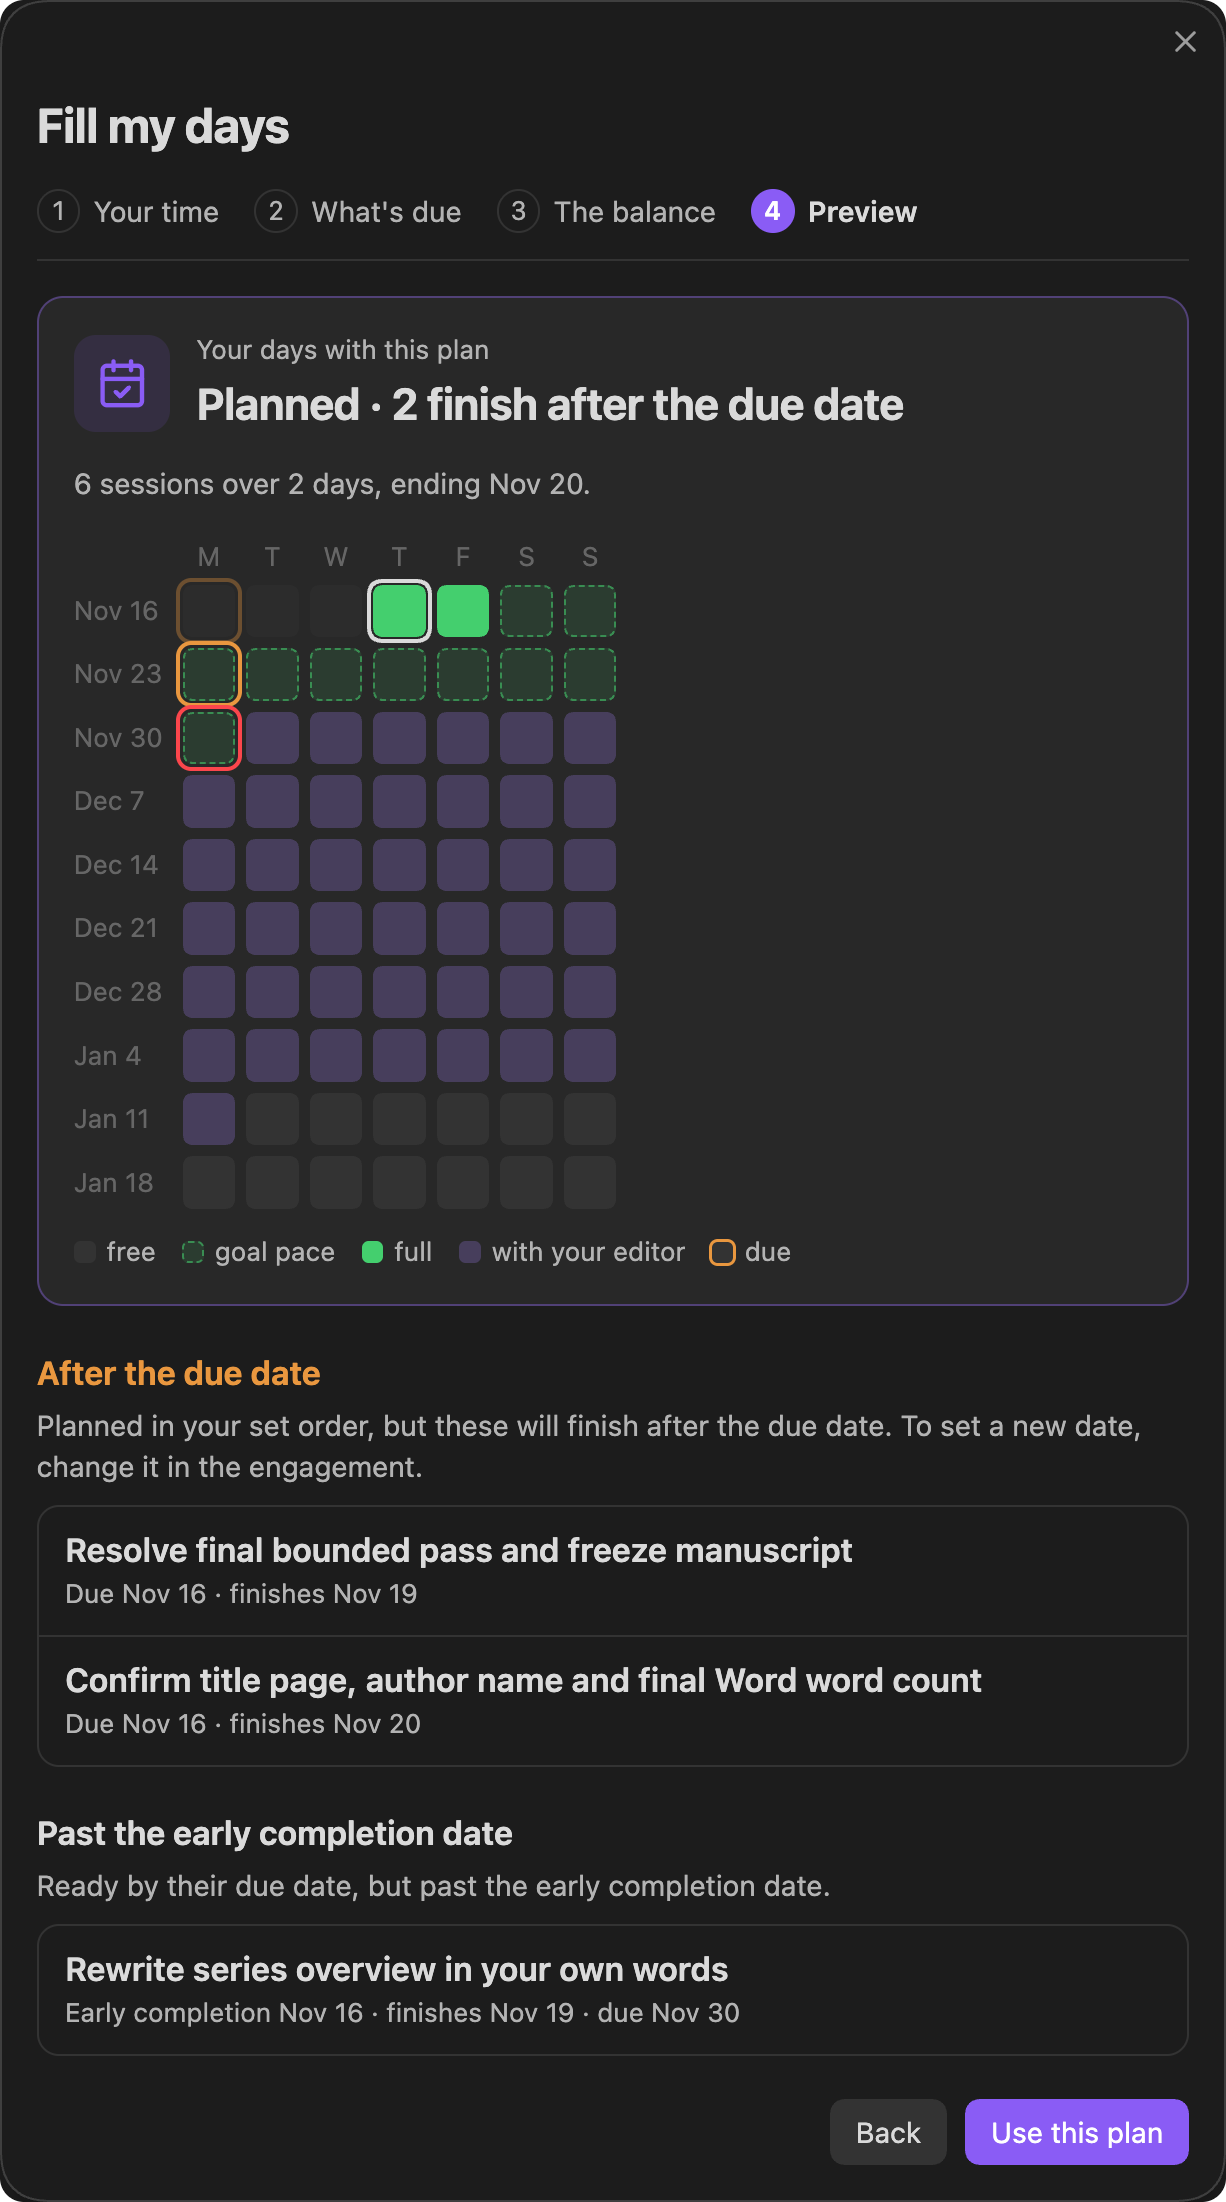 Fill my days
1 Your time 2 What's due 3 The balance 4 Preview
Your days with this plan
Planned · 2 finish after the due date
6 sessions over 2 days, ending Nov 20.
M T W T F S S
Nov 16
Nov 23
Nov 30
Dec 7
Dec 14
Dec 21
Dec 28
Jan 4
Jan 11
Jan 18
free goal pace full with your editor due
After the due date
Planned in your set order, but these will finish after the due date. To set a new date,
change it in the engagement.
Resolve final bounded pass and freeze manuscript
Due Nov 16 · finishes Nov 19
Confirm title page, author name and final Word word count
Due Nov 16 · finishes Nov 20
Past the early completion date
Ready by their due date, but past the early completion date.
Rewrite series overview in your own words
Early completion Nov 16 · finishes Nov 19 · due Nov 30
Back Use this plan